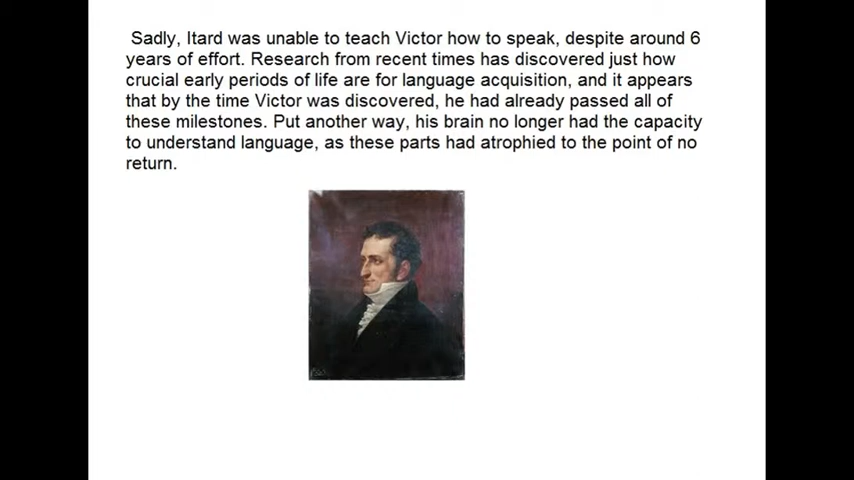 Sadly, Itard was unable to teach Victor how to speak, despite around 6
years of effort. Research from recent times has discovered just how
crucial early periods of life are for language acquisition, and it appears
that by the time Victor was discovered, he had already passed all of
these milestones. Put another way, his brain no longer had the capacity
to understand language, as these parts had atrophied to the point of no
return.